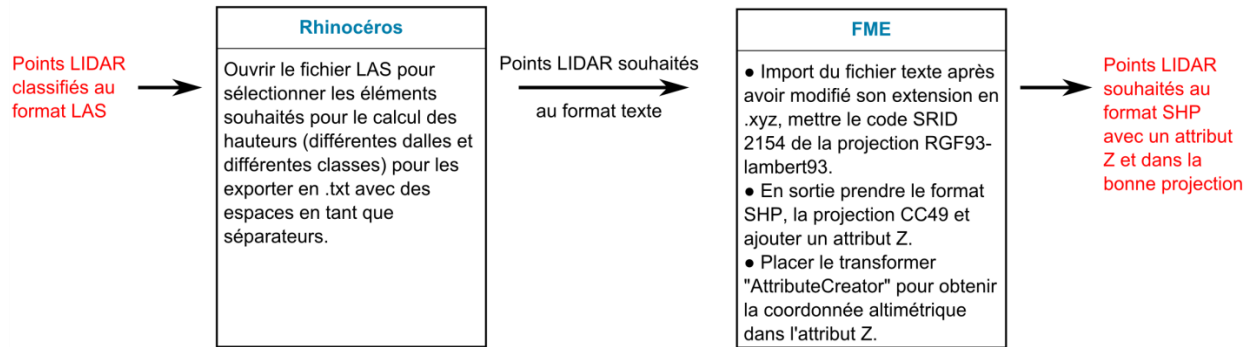 Points LIDAR
classifiés au
format LAS
Rhinocéros
Ouvrir le fichier LAS pour
sélectionner les éléments
souhaités pour le calcul des
hauteurs (différentes dalles et
différentes classes) pour les
exporter en .txt avec des
espaces en tant que
séparateurs.
Points LIDAR souhaités
au format texte
FME
● Import du fichier texte après
avoir modifié son extension en
.xyz, mettre le code SRID
2154 de la projection RGF93-
lambert93.
● En sortie prendre le format
SHP, la projection CC49 et
ajouter un attribut Z.
● Placer le transformer
"AttributeCreator" pour obtenir
la coordonnée altimétrique
dans l'attribut Z.
Points LIDAR
souhaités au
format SHP
avec un attribut
Z et dans la
bonne projection